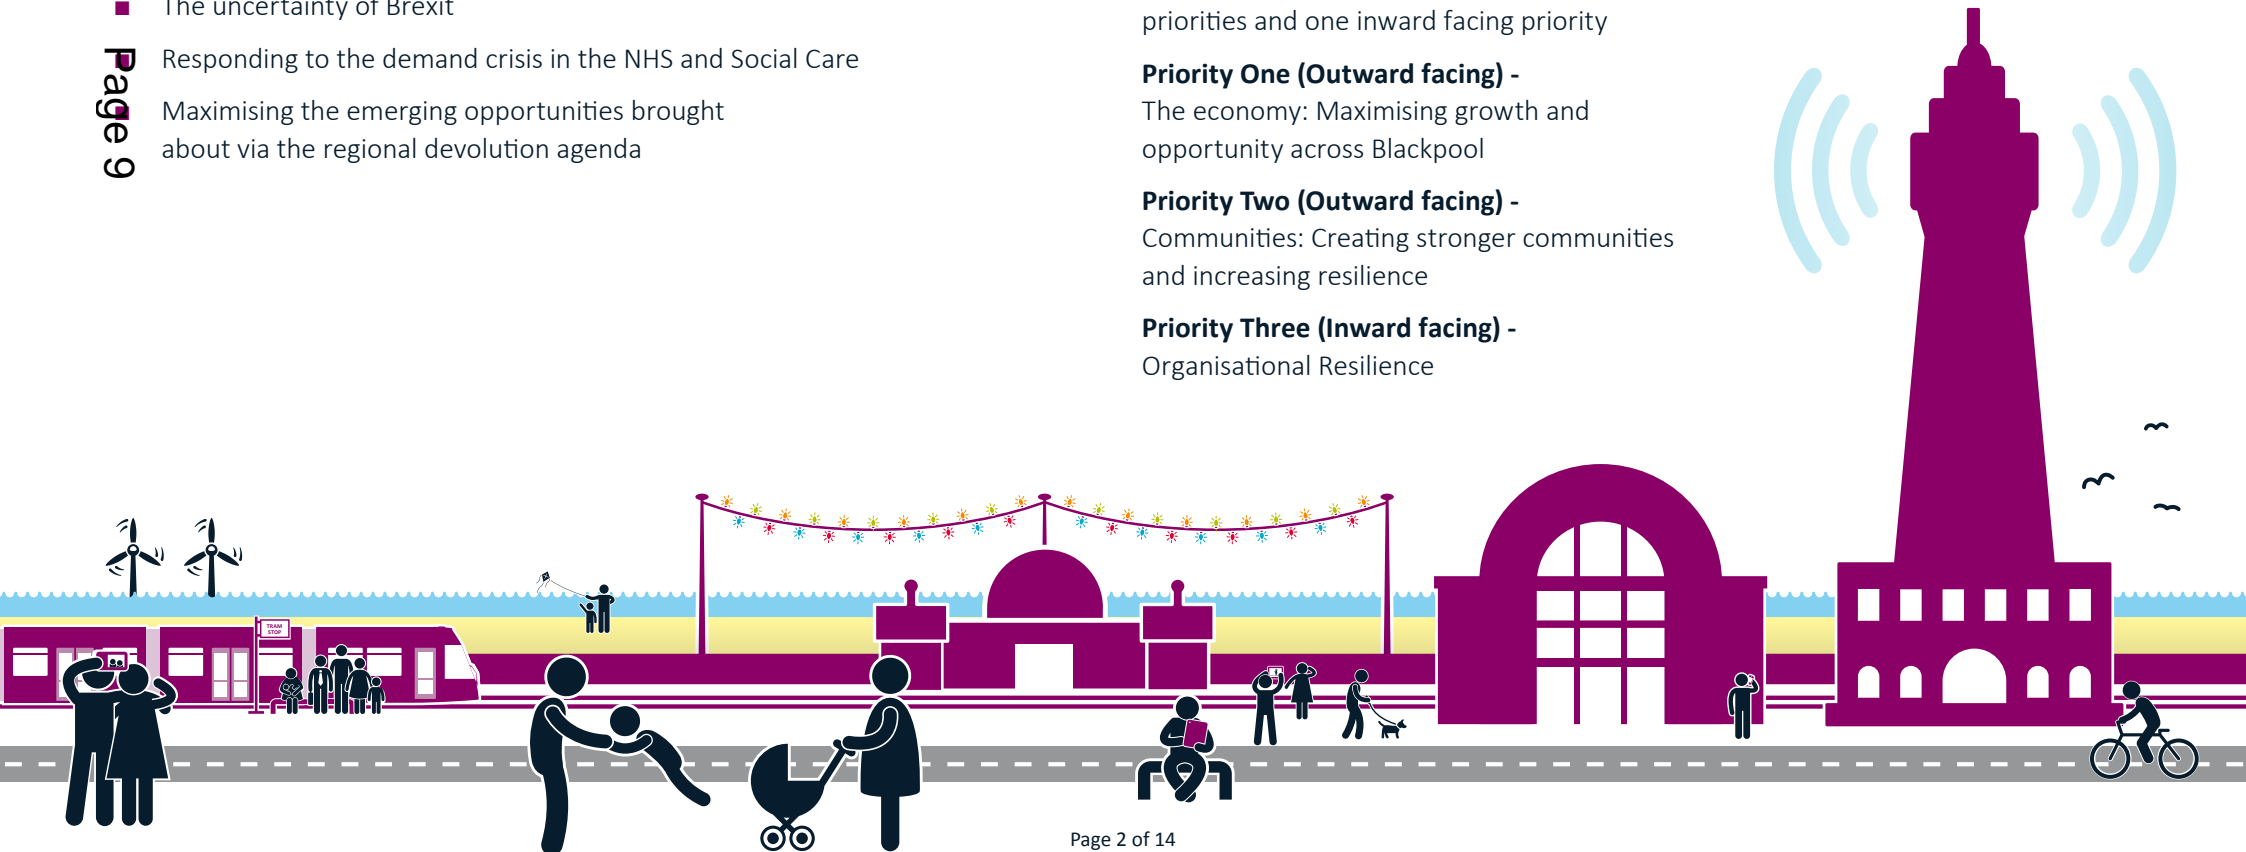 The uncertainty of Brexit
Responding to the demand crisis in the NHS and Social Care
Maximising the emerging opportunities brought
about via the regional devolution agenda
Page 9
priorities and one inward facing priority
Priority One (Outward facing) -
The economy: Maximising growth and
opportunity across Blackpool
Priority Two (Outward facing) -
Communities: Creating stronger communities
and increasing resilience
Priority Three (Inward facing) -
Organisational Resilience
TRAM
STOP
Page 2 of 14